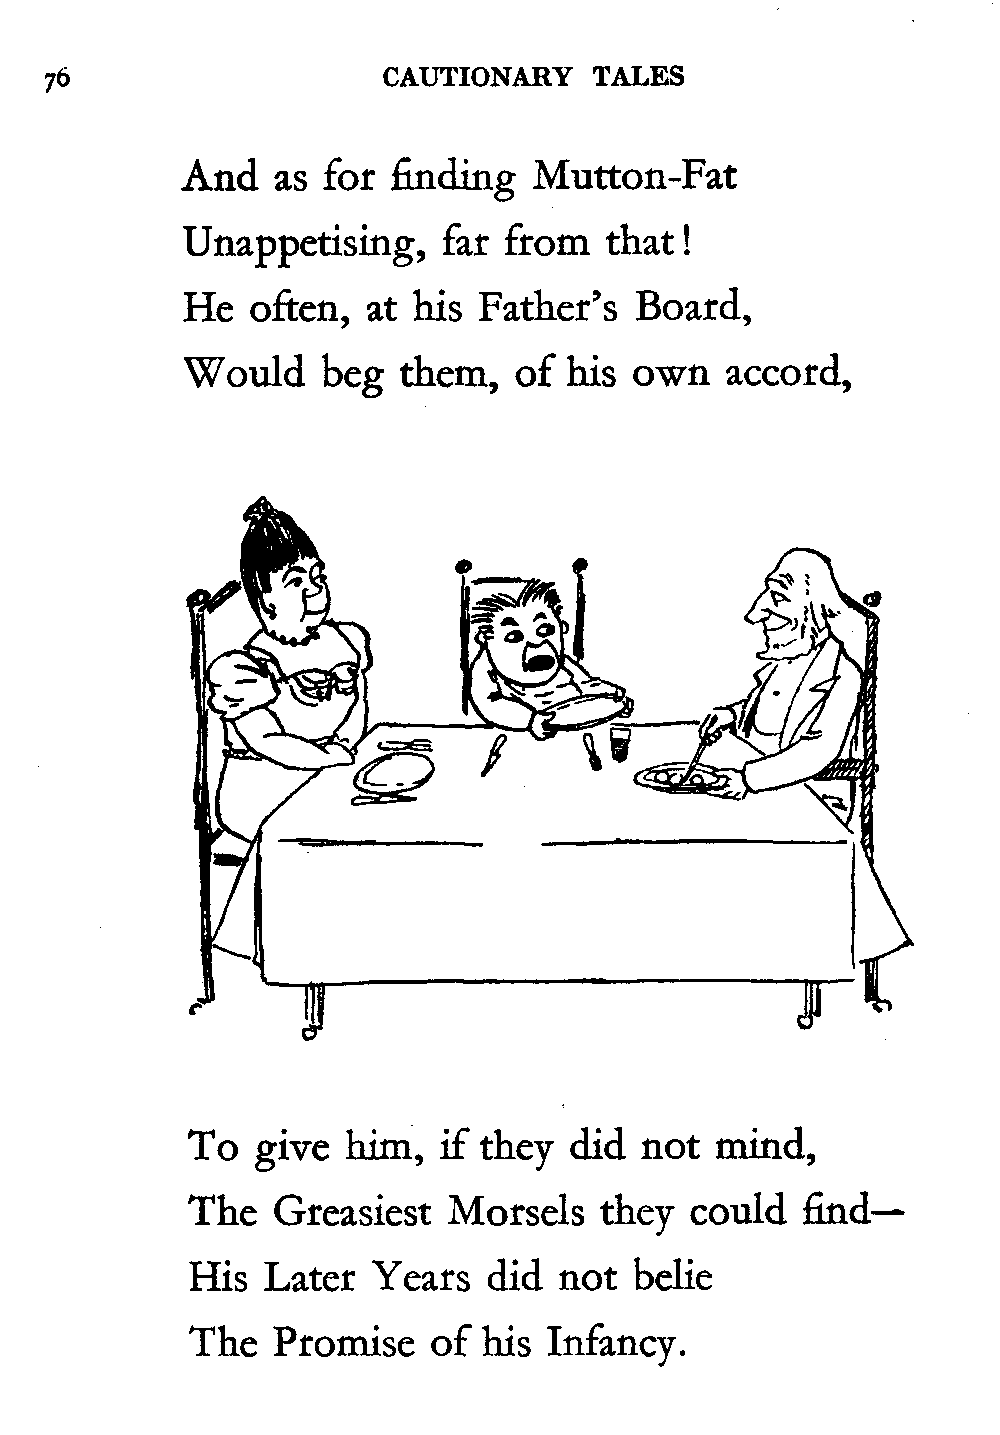 76
CAUTIONARY TALES
And as for finding Mutton-Fat
Unappetising, far from that!
He often, at his Father's Board,
Would beg them, of his own accord,
To give him, if they did not mind,
The Greasiest Morsels they could find—
His Later Years did not belie
The Promise of his Infancy.